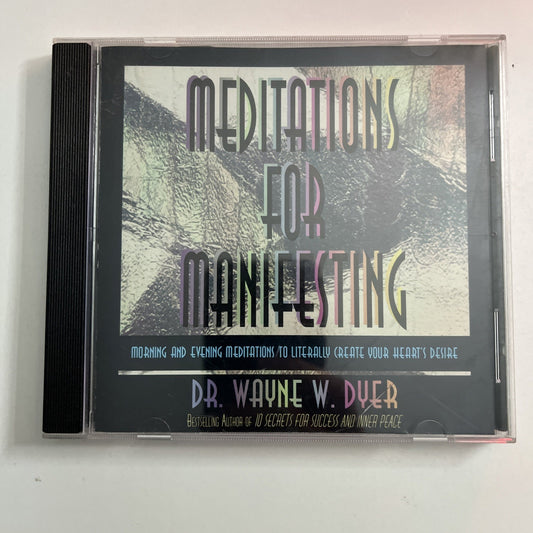 MEDITATIONS
FOR
MANIFESTING
MORNING AND EVENING MEDITATIONS TO LITERALLY CREATE YOUR HEART'S DESIRE
DR. WAYNE W. DYER
BESTSELLING AUTHOR OF 10 SECRETS FOR SUCCESS AND INNER PEACE